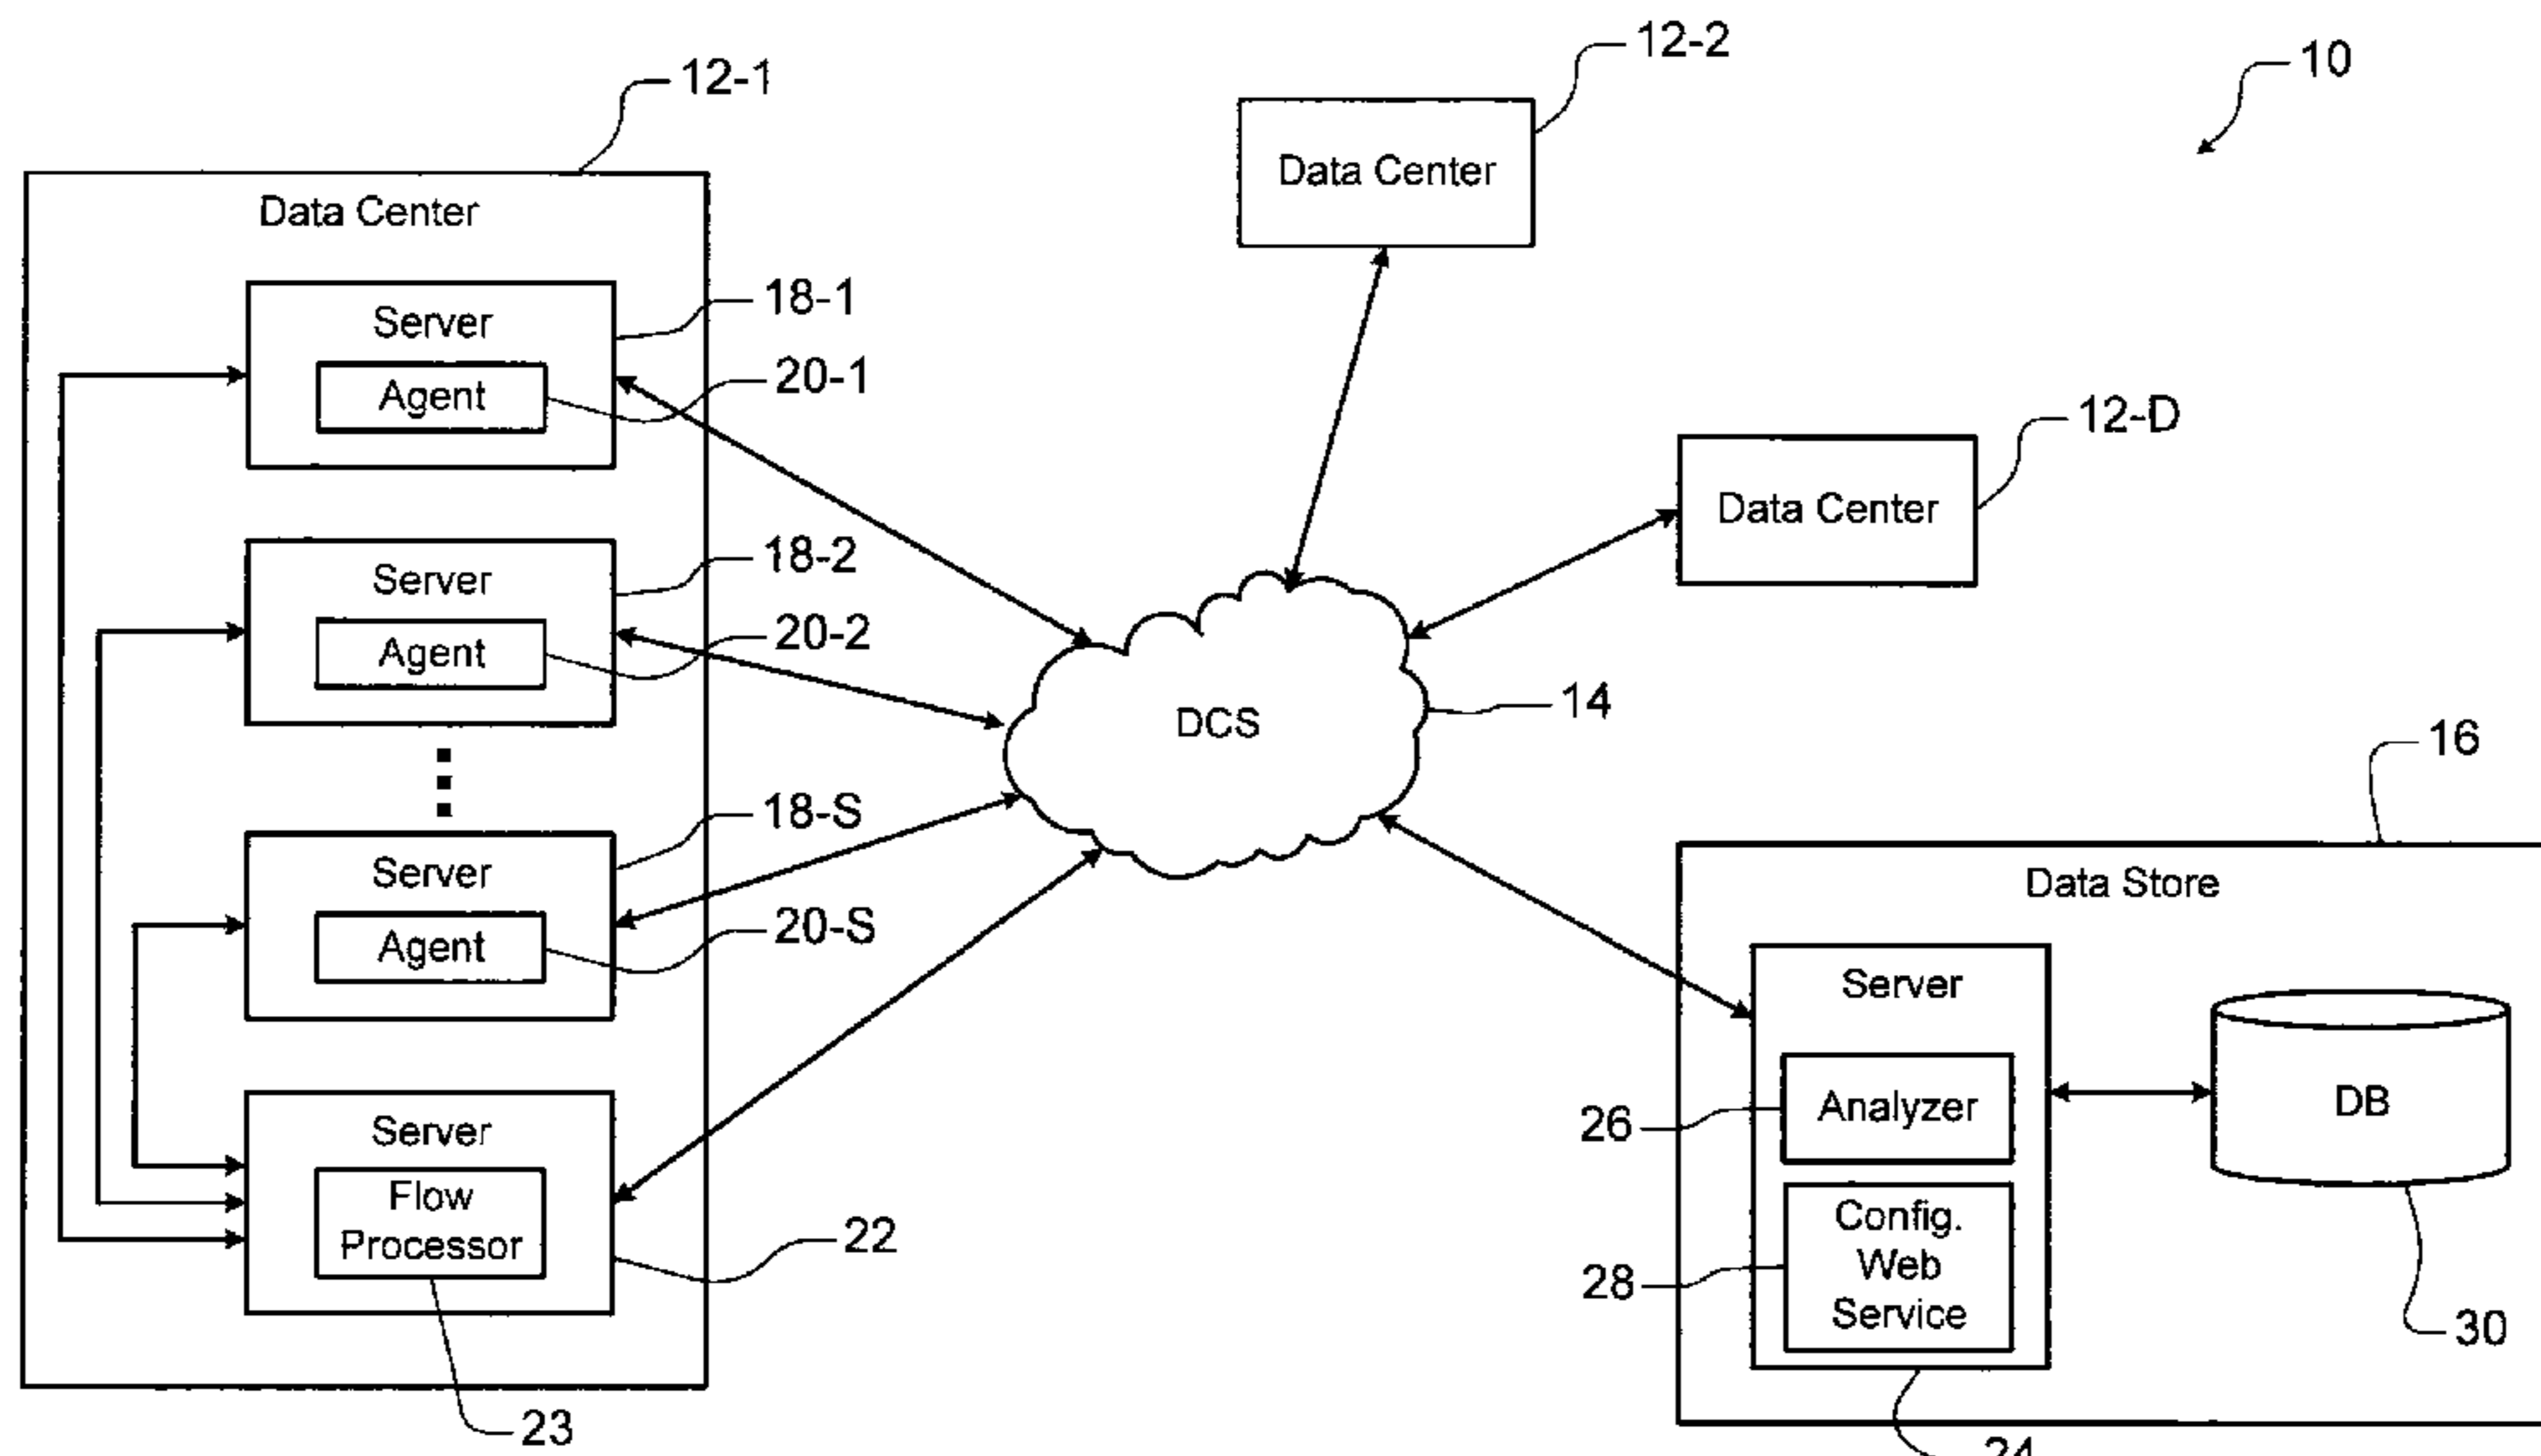 12-1
12-2
10
Data Center
Data Center
Server
18-1
Agent
20-1
12-D
Data Center
Server
18-2
Agent
20-2
DCS
14
16
Server
18-S
Agent
20-S
Data Store
Server
Analyzer
26
DB
Server
Flow
Processor
22
Config.
Web
Service
28
30
23
24